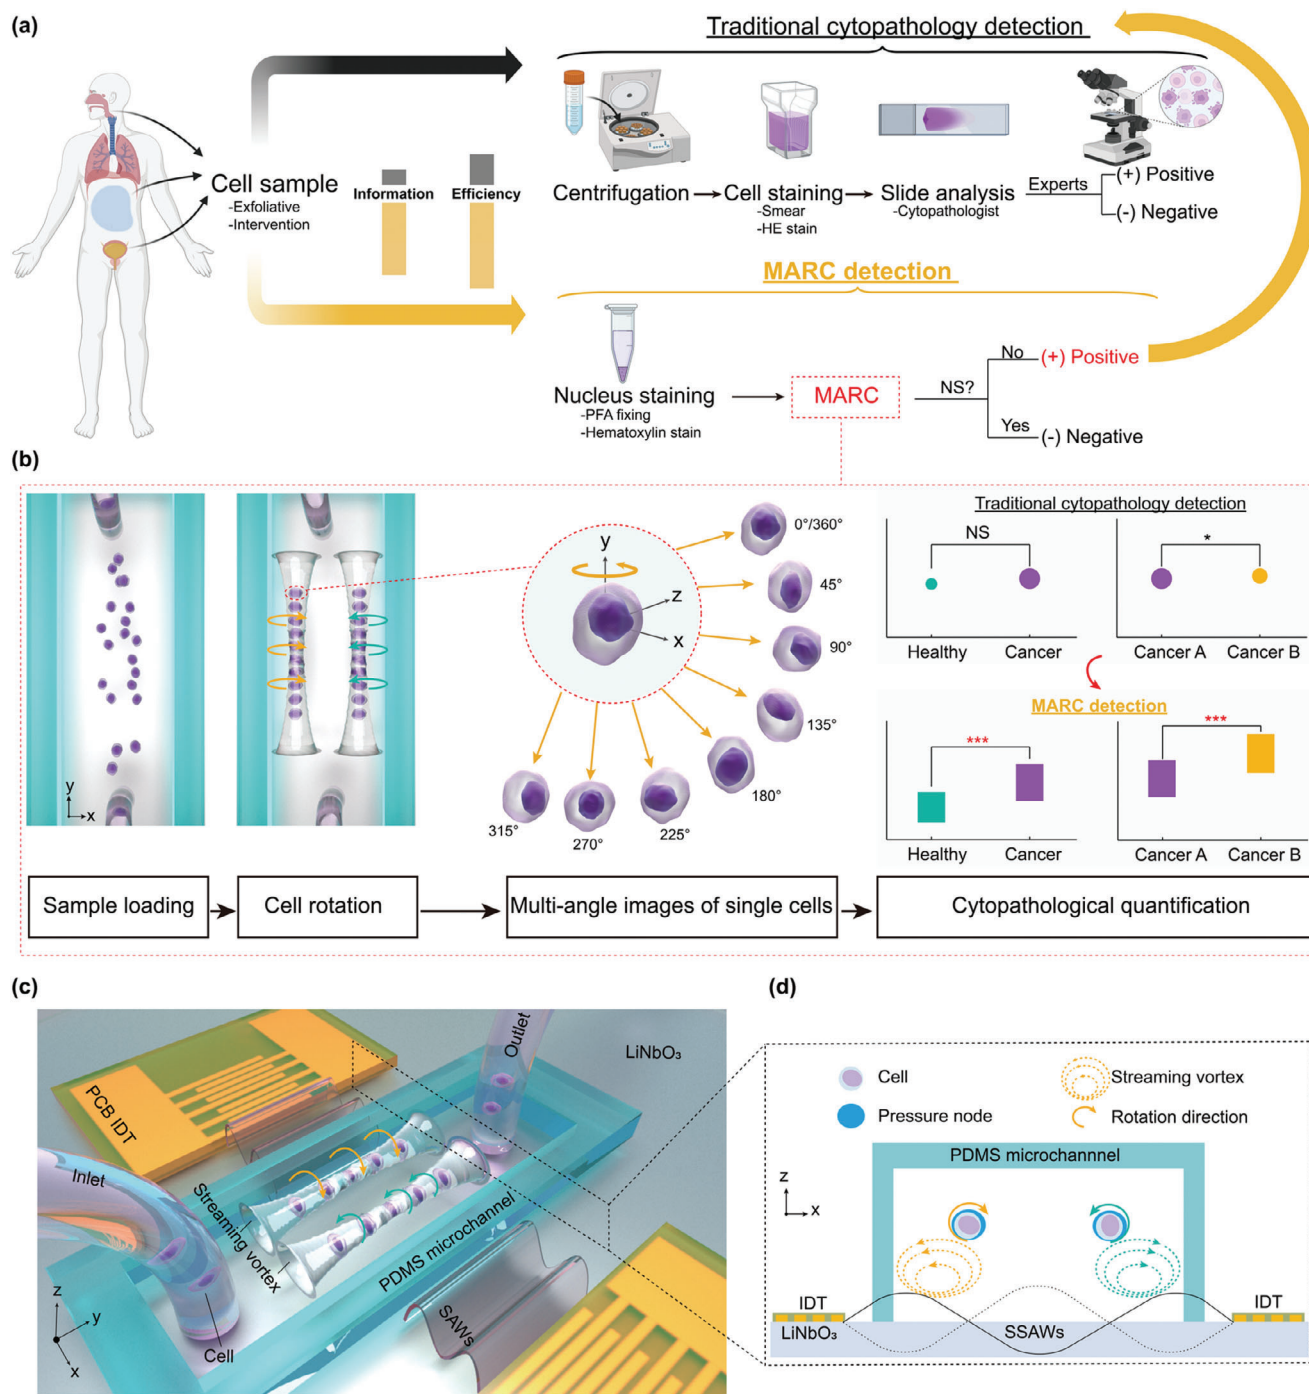 (a)
Traditional cytopathology detection
Cell sample
-Exfoliative
-Intervention
Information
Efficiency
Centrifugation
Cell staining
-Smear
-HE stain
Slide analysis
-Cytopathologist
Experts
(+) Positive
(-) Negative
MARC detection
Nucleus staining
-PFA fixing
-Hematoxylin stain
MARC
NS?
No
(+) Positive
Yes
(-) Negative
(b)
y
x
y
z
x
0°/360°
45°
90°
135°
180°
225°
270°
315°
Traditional cytopathology detection
NS
*
Healthy
Cancer
Cancer A
Cancer B
MARC detection
***
***
Healthy
Cancer
Cancer A
Cancer B
Sample loading
Cell rotation
Multi-angle images of single cells
Cytopathological quantification
(c)
PCB IDT
Inlet
Outlet
LiNbO₃
Streaming vortex
PDMS microchannel
SAWs
Cell
z
y
x
(d)
Cell
Streaming vortex
Pressure node
Rotation direction
PDMS microchannnel
z
x
IDT
IDT
LiNbO₃
SSAWs